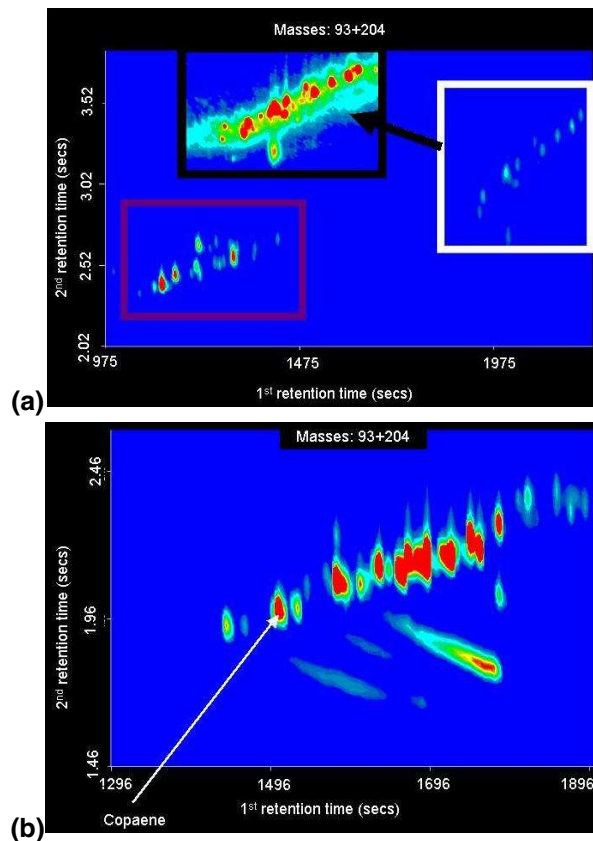 Masses: 93+204
2nd retention time (secs)
3.52
3.02
2.52
2.02
975
1475
1975
1st retention time (secs)
(a)
Masses: 93+204
2nd retention time (secs)
2.46
1.96
1.46
1296
1496
1696
1896
Copaene
1st retention time (secs)
(b)